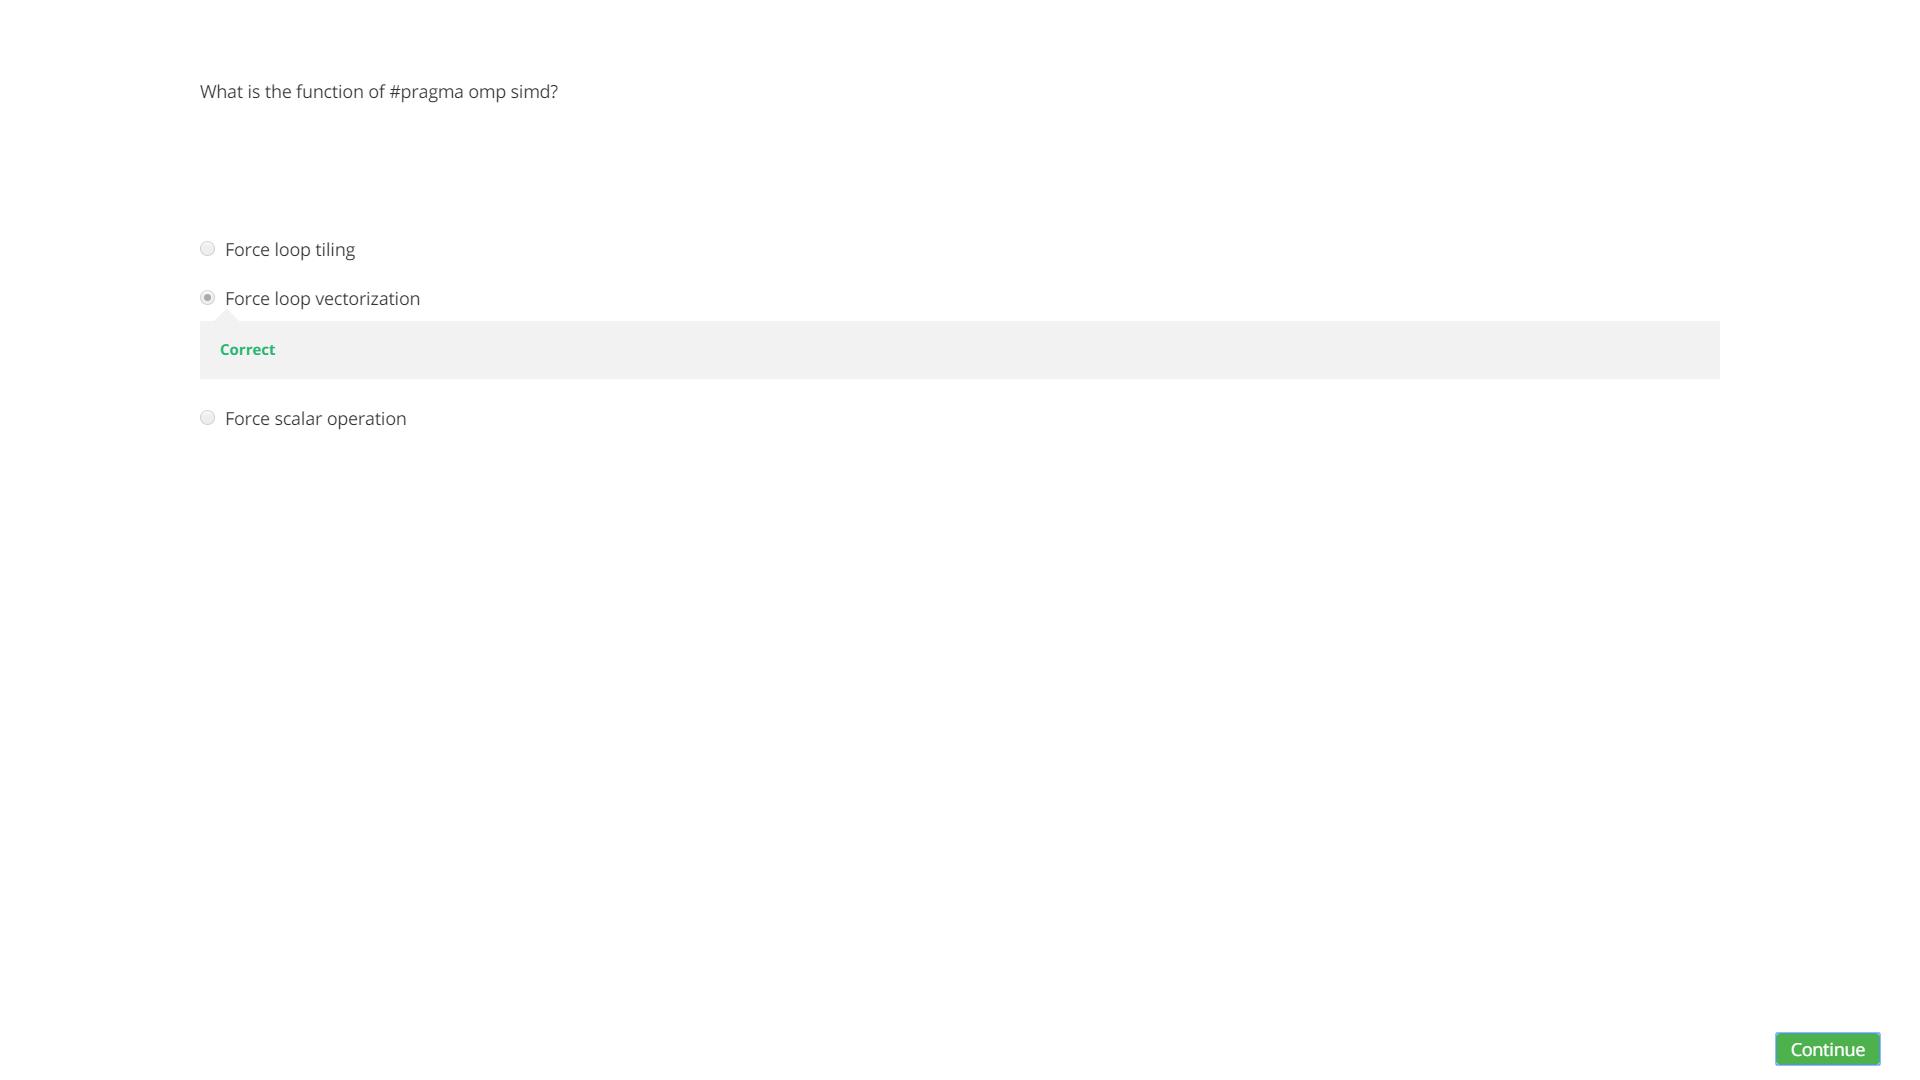 What is the function of #pragma omp simd?
Force loop tiling
Force loop vectorization
Correct
Force scalar operation
Continue